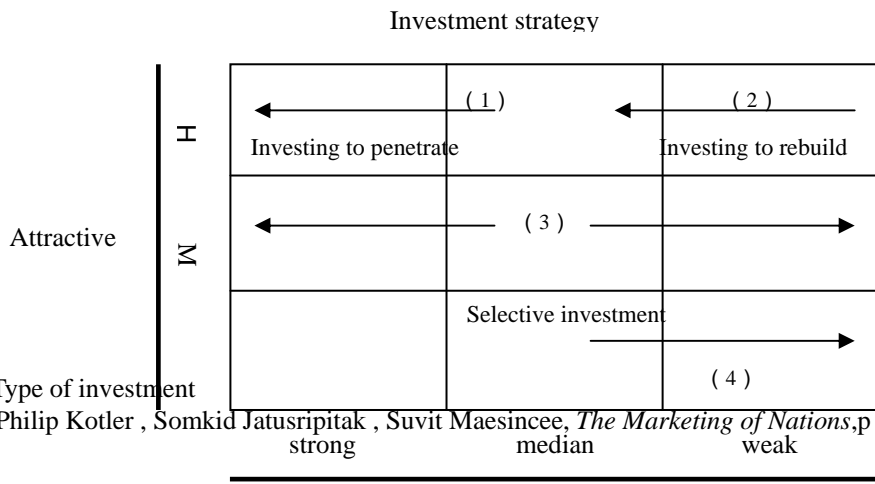 Investment strategy
( 1 )
( 2 )
H
Investing to penetrate
Investing to rebuild
( 3 )
Attractive
M
Selective investment
Type of investment
( 4 )
Philip Kotler , Somkid Jatusripitak , Suvit Maesincee, The Marketing of Nations,p
strong median weak